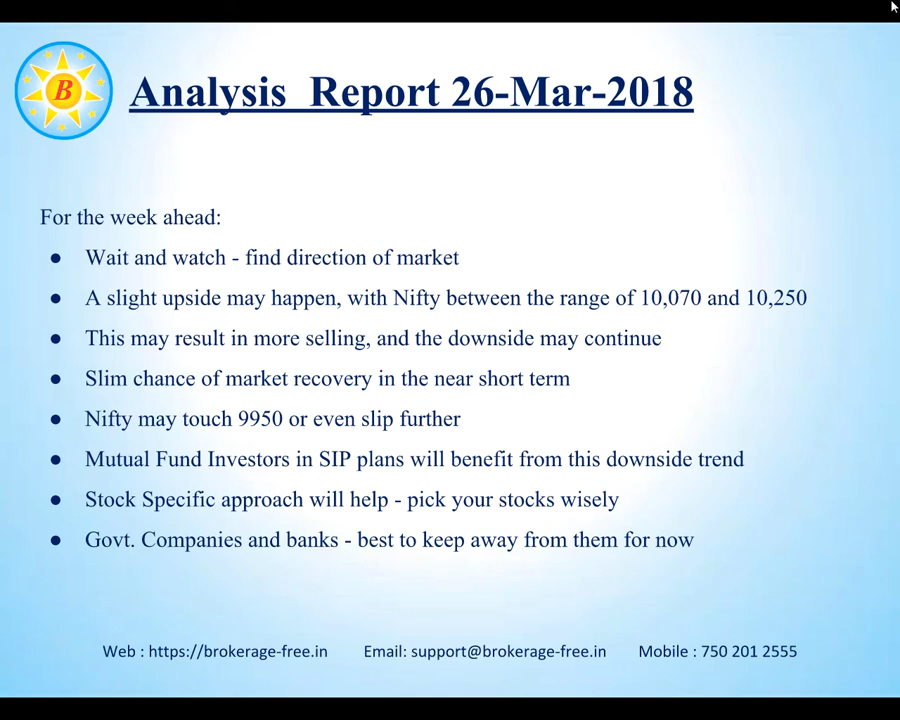 B
Analysis Report 26-Mar-2018
For the week ahead:
● Wait and watch - find direction of market
● A slight upside may happen, with Nifty between the range of 10,070 and 10,250
● This may result in more selling, and the downside may continue
● Slim chance of market recovery in the near short term
● Nifty may touch 9950 or even slip further
● Mutual Fund Investors in SIP plans will benefit from this downside trend
● Stock Specific approach will help - pick your stocks wisely
● Govt. Companies and banks - best to keep away from them for now
Web : https://brokerage-free.in Email: support@brokerage-free.in Mobile : 750 201 2555